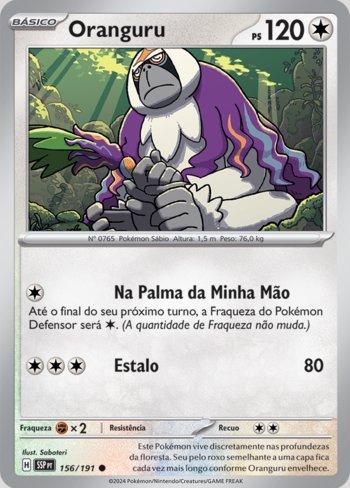 BÁSICO Oranguru PS 120
Nº 0765 Pokémon Sábio Altura: 1,5 m Peso: 76,0 kg
Na Palma da Minha Mão
Até o final do seu próximo turno, a Fraqueza do Pokémon
Defensor será. (A quantidade de Fraqueza não muda.)
Estalo 80
Fraqueza ×2 Resistência Recuo
Ilust. Saboteri
H SSP PT 156/191
Este Pokémon vive discretamente nas profundezas
da floresta. Seu pelo roxo semelhante a uma capa fica
cada vez mais longo conforme Oranguru envelhece.
©2024 Pokémon/Nintendo/Creatures/GAME FREAK